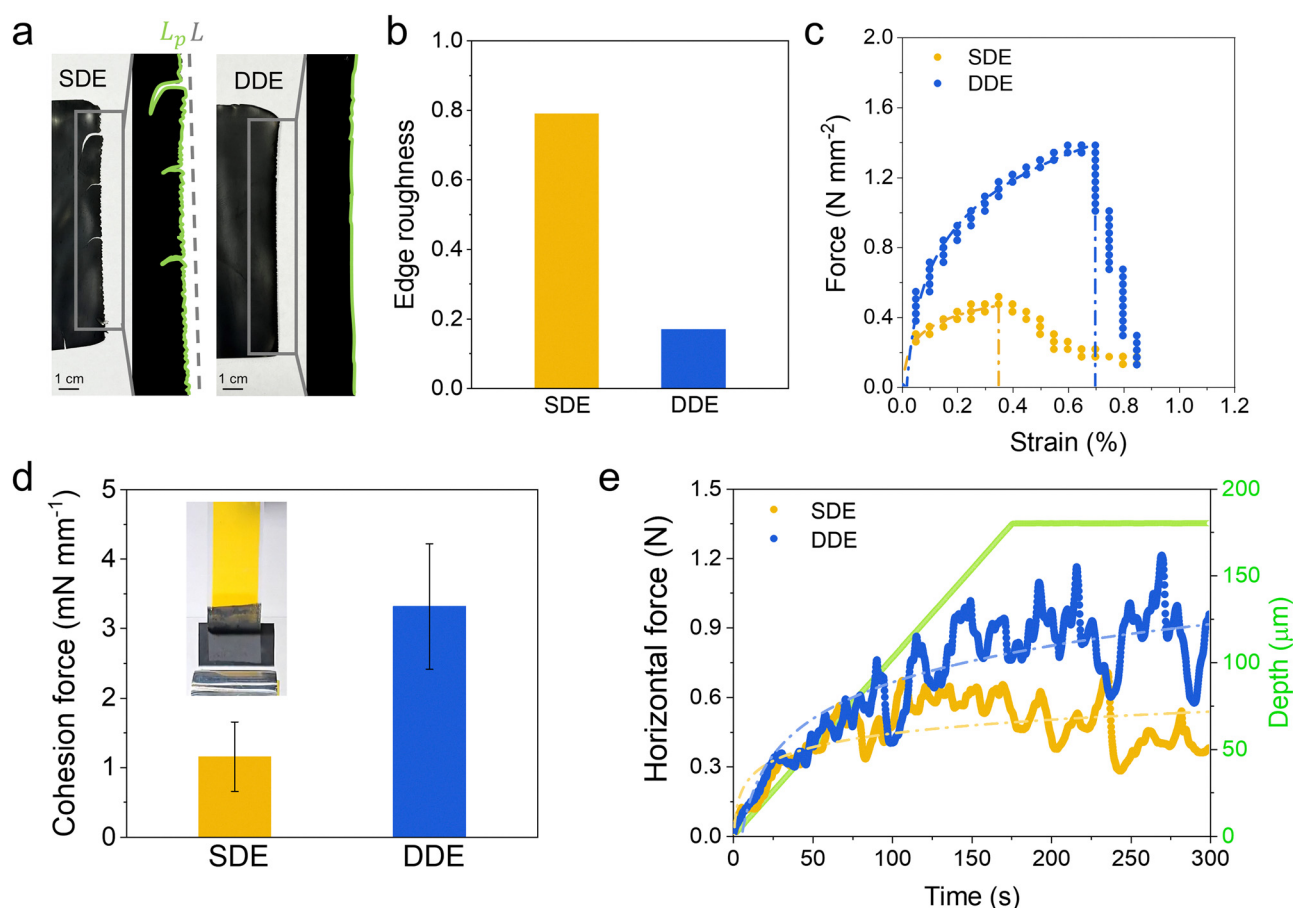 a
SDE
L_p L
DDE
1 cm
1 cm
b
Edge roughness
1.0
0.8
0.6
0.4
0.2
0.0
SDE
DDE
c
Force (N mm⁻²)
2.0
1.6
1.2
0.8
0.4
0.0
SDE
DDE
0.0 0.2 0.4 0.6 0.8 1.0 1.2
Strain (%)
d
Cohesion force (mN mm⁻¹)
5
4
3
2
1
0
SDE
DDE
e
Horizontal force (N)
1.5
1.2
0.9
0.6
0.3
0.0
SDE
DDE
200
150
100
50
0
Depth (μm)
0 50 100 150 200 250 300
Time (s)